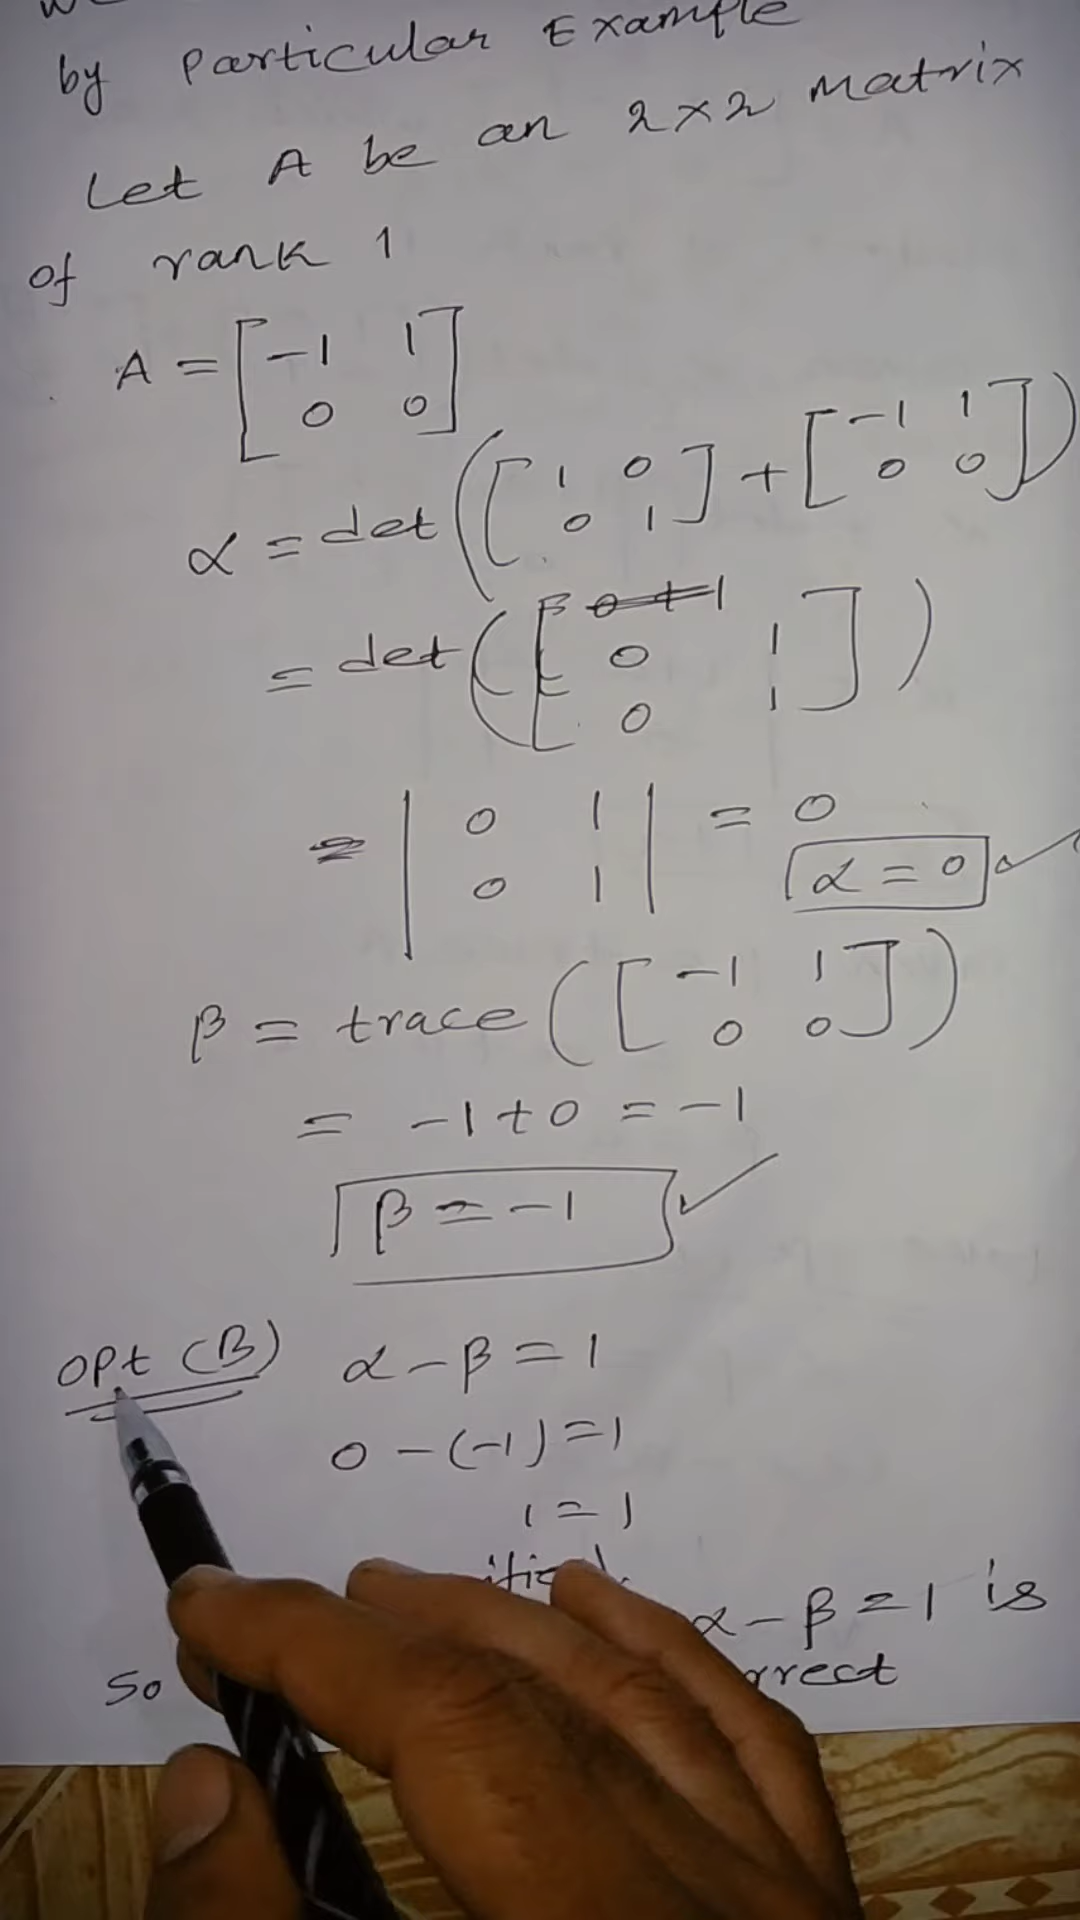 by Particular Example
Let A be an 2×2 matrix
of rank 1
A = [ -1 1
0 0 ]
α = det ( [ 1 0
0 1 ] + [ -1 1
0 0 ] )
= det ( [ 0 1
0 1 ] )
= | 0 1
0 1 | = 0
α = 0 ✓
β = trace ( [ -1 1
0 0 ] )
= -1 + 0 = -1
β = -1 ✓
OPt (B) α - β = 1
0 - (-1) = 1
1 = 1
So α - β = 1 is